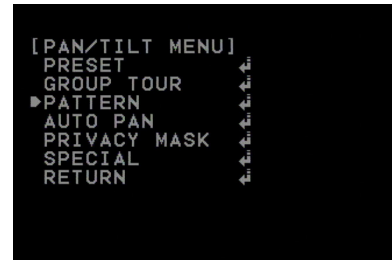 [PAN/TILT MENU]
PRESET
GROUP TOUR
PATTERN
AUTO PAN
PRIVACY MASK
SPECIAL
RETURN